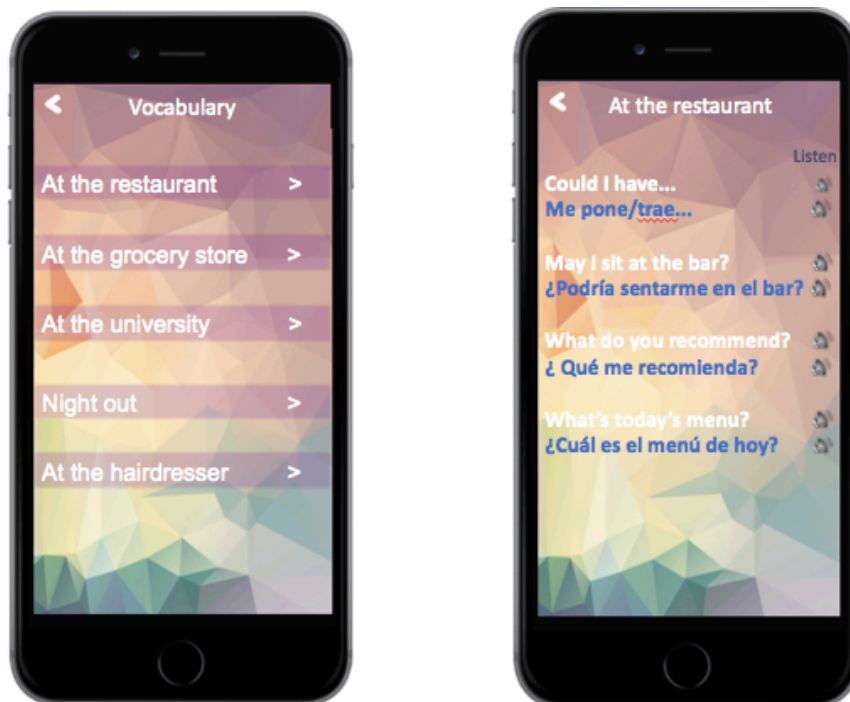 Vocabulary
At the restaurant >
At the grocery store >
At the university >
Night out >
At the hairdresser >
At the restaurant
Listen
Could I have...
Me pone/trae...
May I sit at the bar?
¿Podría sentarme en el bar?
What do you recommend?
¿ Qué me recomienda?
What's today's menu?
¿Cuál es el menú de hoy?